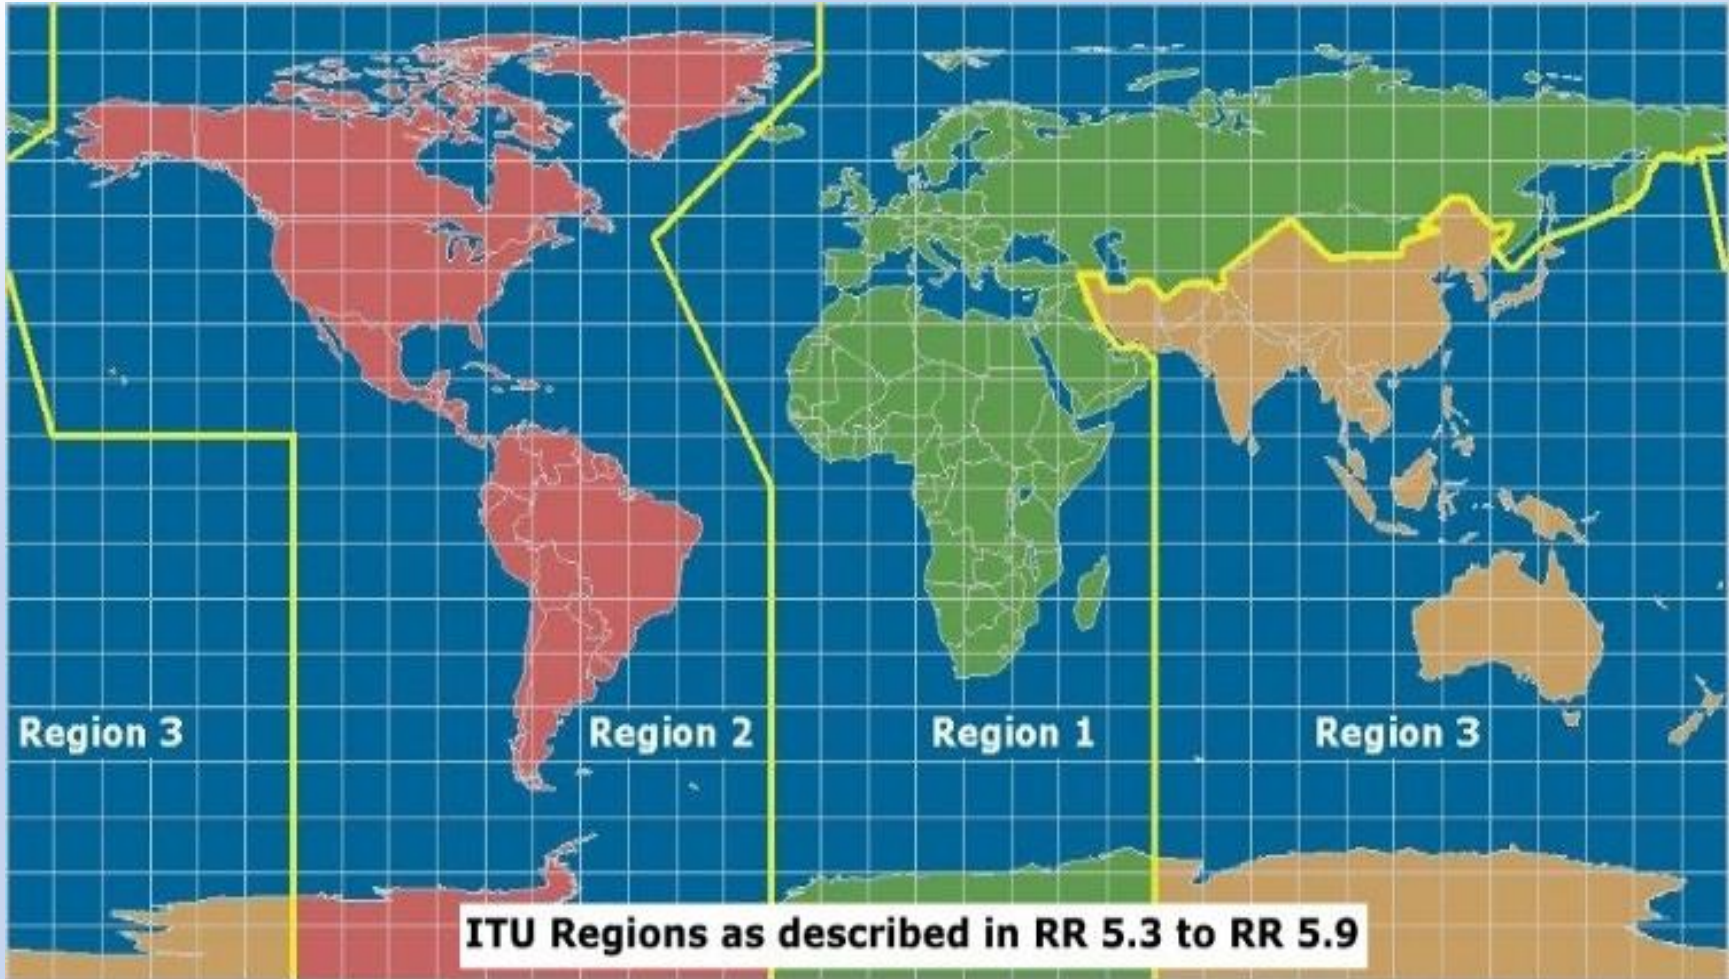 Region 3
Region 2
Region 1
Region 3
ITU Regions as described in RR 5.3 to RR 5.9